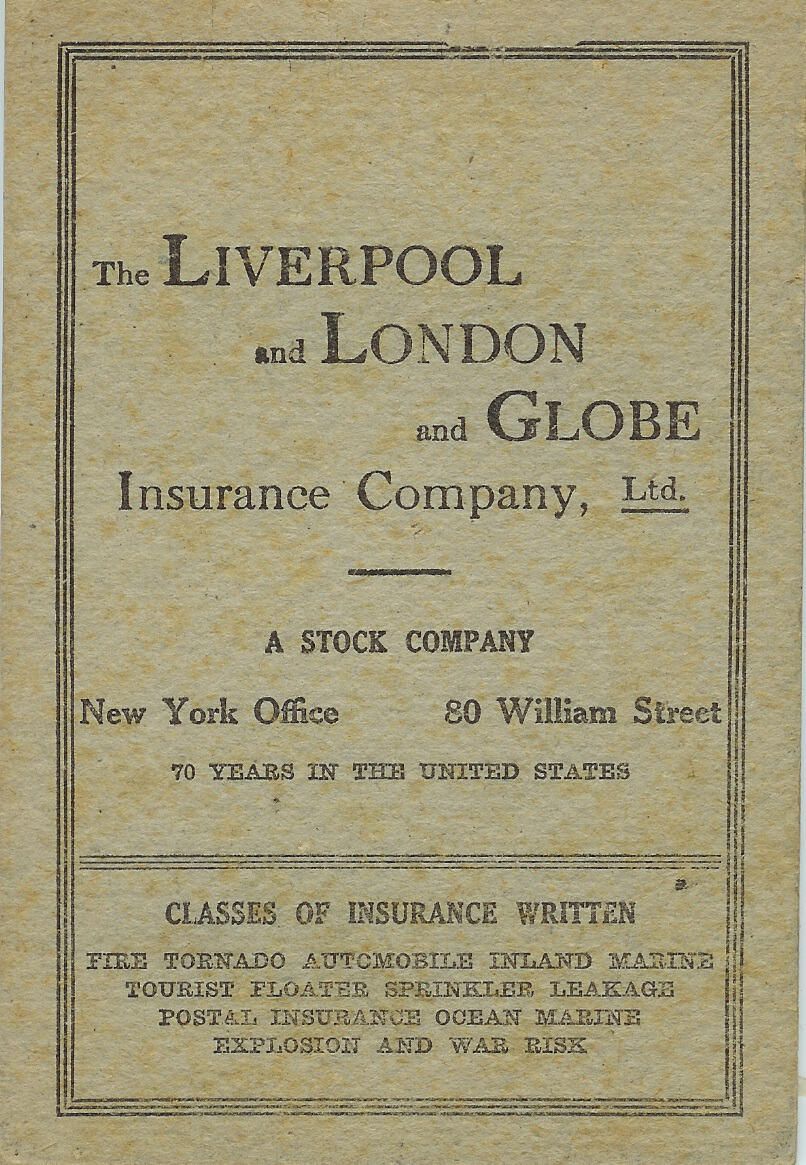 The LIVERPOOL
and LONDON
and GLOBE
Insurance Company, Ltd.
A STOCK COMPANY
New York Office 80 William Street
70 YEARS IN THE UNITED STATES
CLASSES OF INSURANCE WRITTEN
FIRE TORNADO AUTOMOBILE INLAND MARINE
TOURIST FLOATER SPRINKLER LEAKAGE
POSTAL INSURANCE OCEAN MARINE
EXPLOSION AND WAR RISK